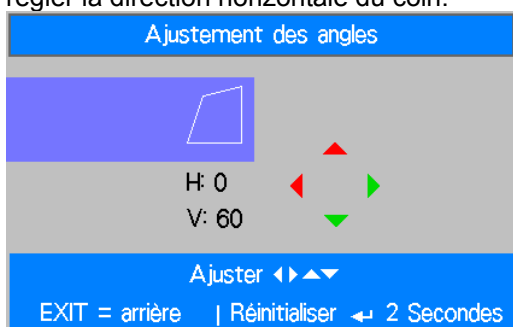 régler la direction horizontale du coin.
Ajustement des angles
H: 0
V: 60
Ajuster ◀▶▲▼
EXIT = arrière | Réinitialiser ↵ 2 Secondes